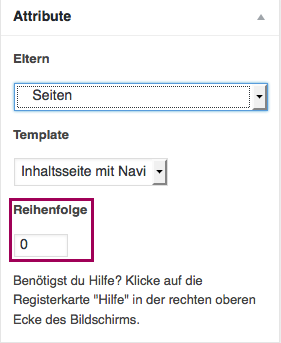 Attribute
Eltern
Seiten
Template
Inhaltsseite mit Navi
Reihenfolge
0
Benötigst du Hilfe? Klicke auf die
Registerkarte "Hilfe" in der rechten oberen
Ecke des Bildschirms.